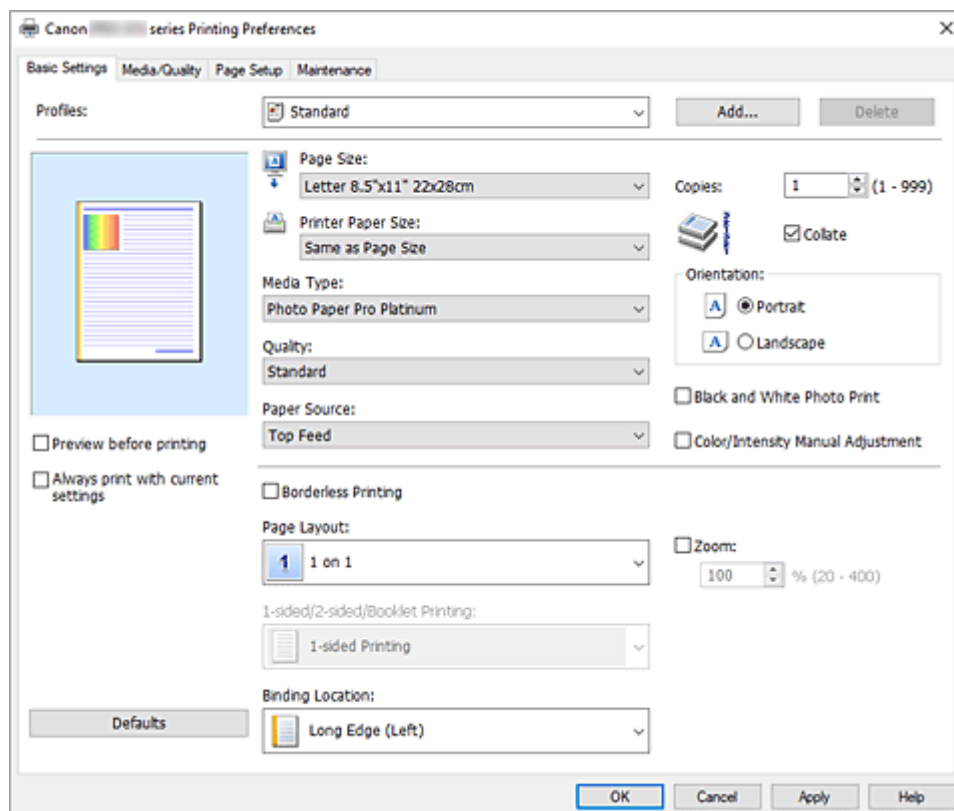 Canon series Printing Preferences
Basic Settings Media/Quality Page Setup Maintenance
Profiles: Standard Add... Delete
Page Size:
Letter 8.5"x11" 22x28cm
Copies: 1 (1 - 999)
Printer Paper Size:
Same as Page Size
Collate
Media Type:
Photo Paper Pro Platinum
Orientation:
Portrait
Landscape
Quality:
Standard
Black and White Photo Print
Paper Source:
Top Feed
Color/Intensity Manual Adjustment
Preview before printing
Always print with current
settings
Borderless Printing
Page Layout:
1 1 on 1
Zoom:
100 % (20 - 400)
1-sided/2-sided/Booklet Printing:
1-sided Printing
Binding Location:
Long Edge (Left)
Defaults
OK Cancel Apply Help